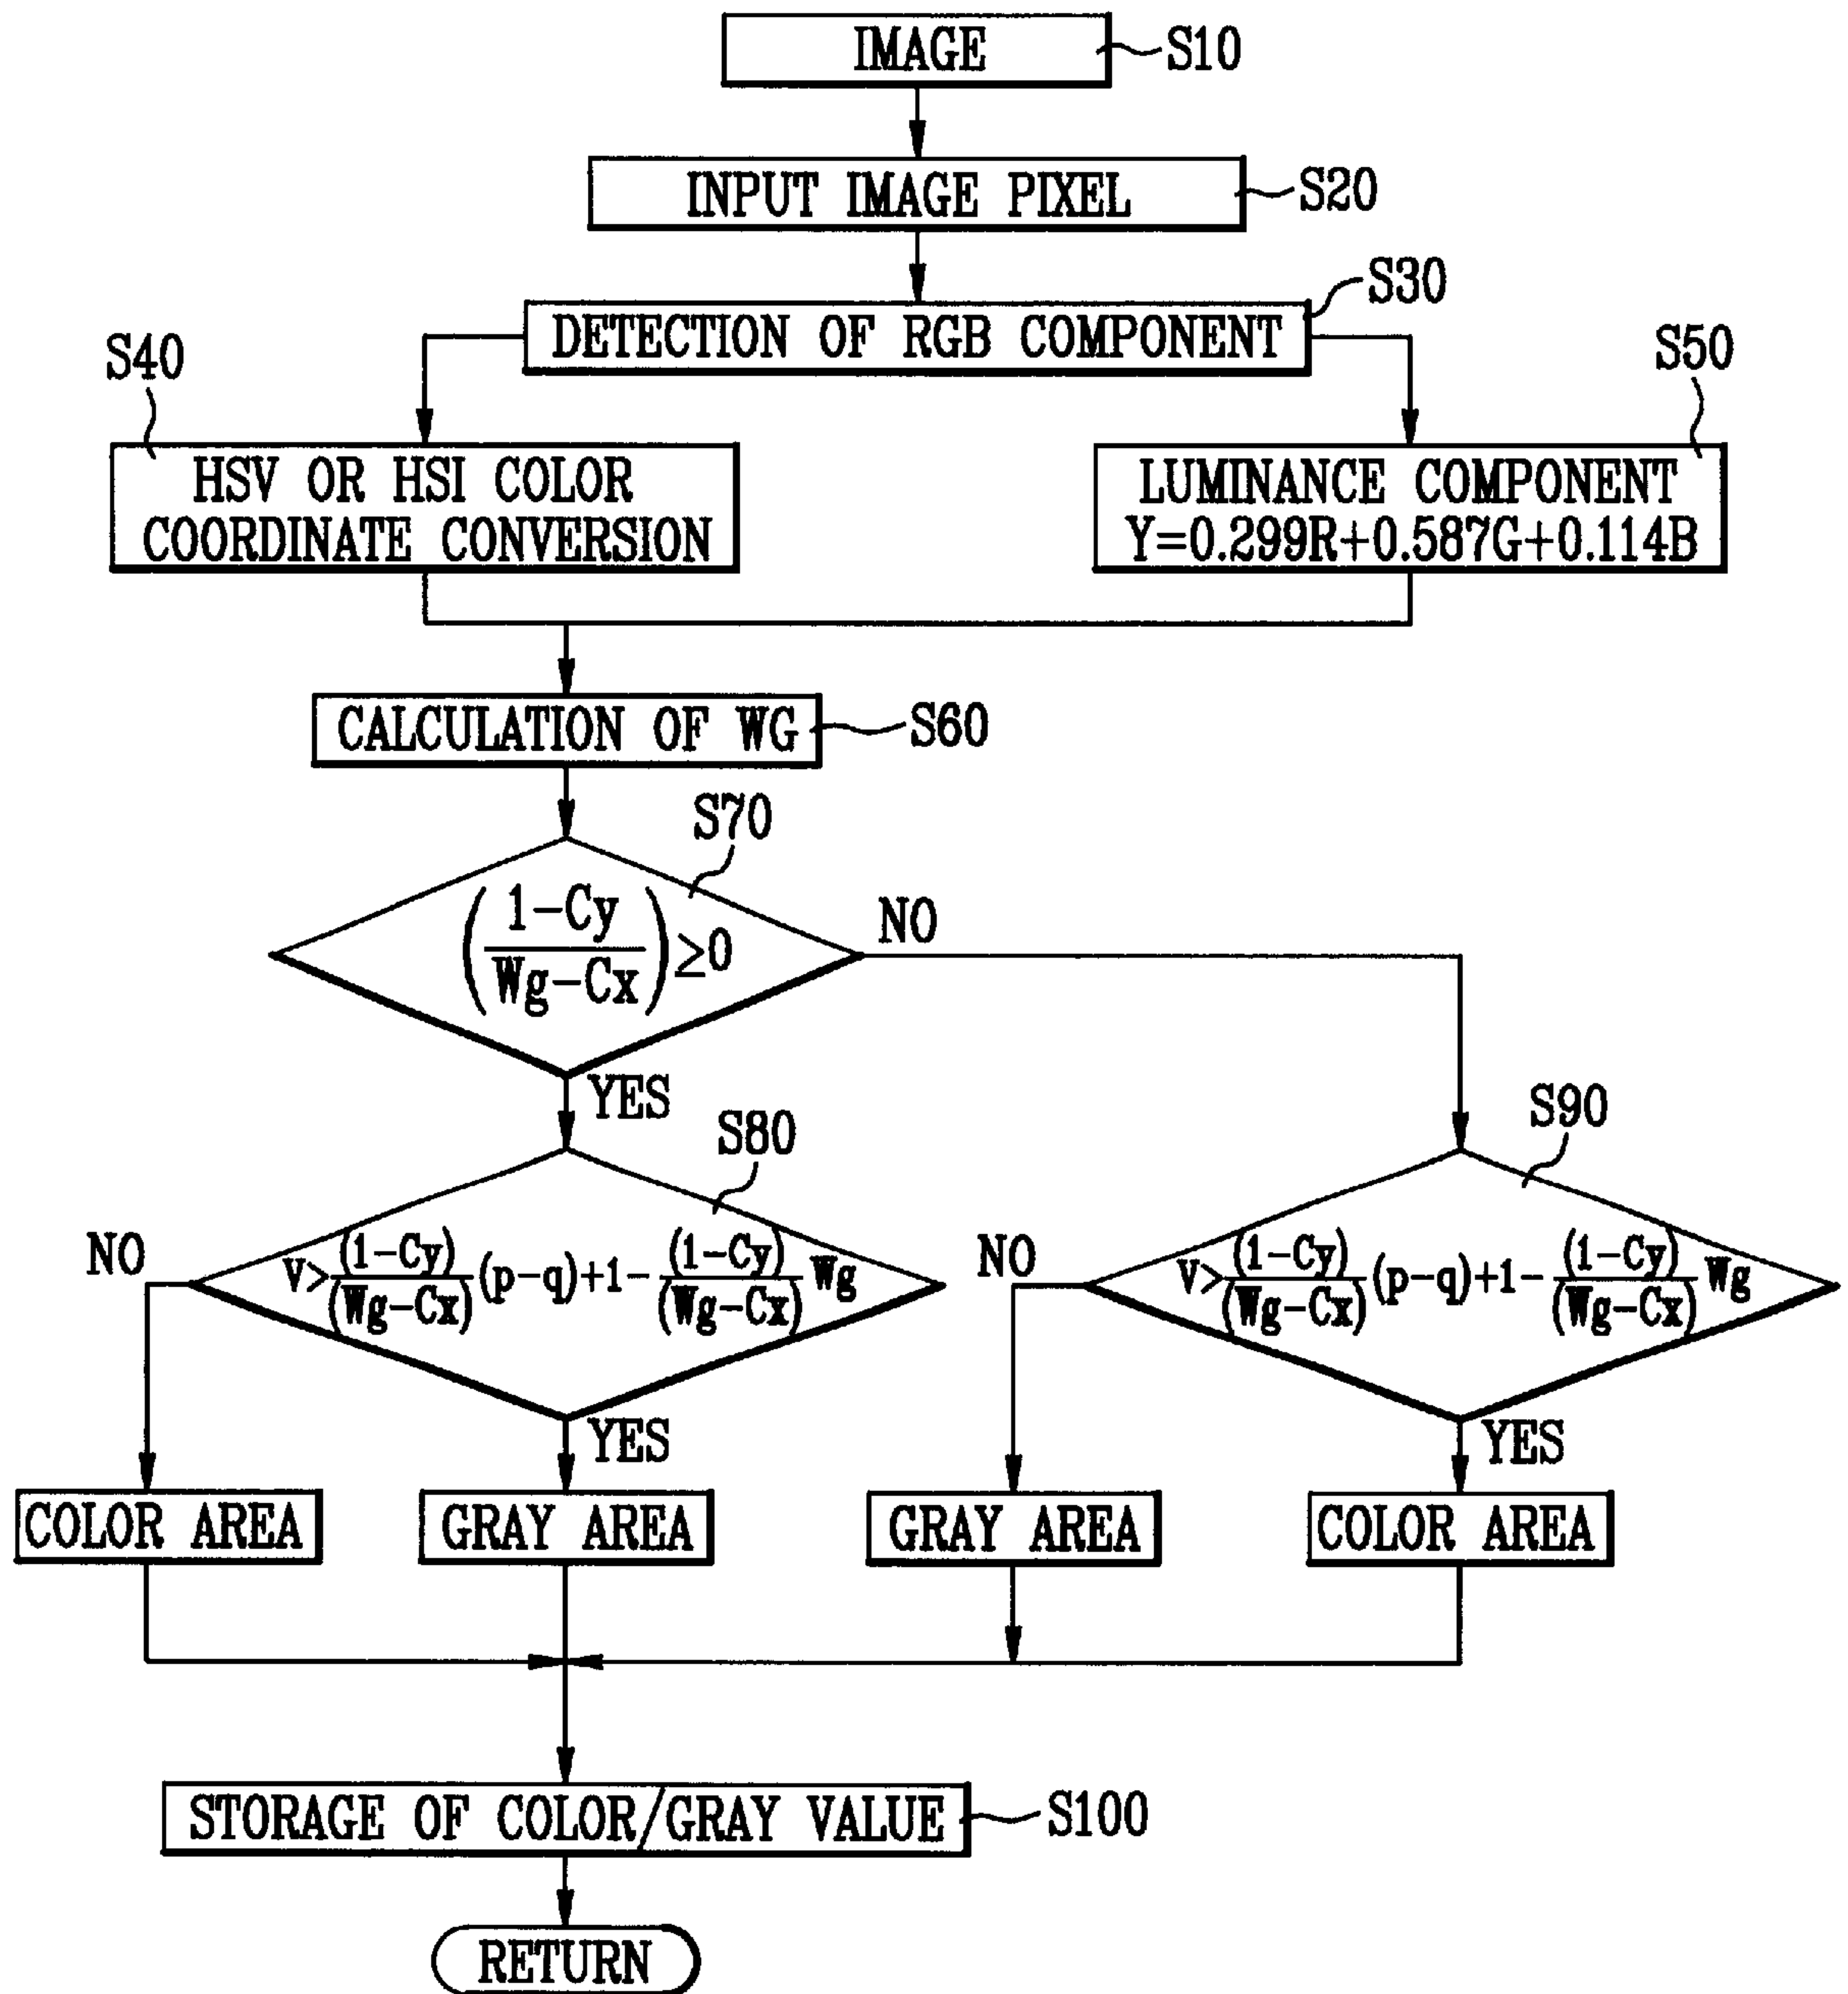 IMAGE
S10
INPUT IMAGE PIXEL
S20
DETECTION OF RGB COMPONENT
S30
S40
HSV OR HSI COLOR
COORDINATE CONVERSION
S50
LUMINANCE COMPONENT
Y=0.299R+0.587G+0.114B
CALCULATION OF WG
S60
S70
(1-Cy / Wg-Cx) ≥0
NO
YES
S80
V>(1-Cy)/(Wg-Cx)(p-q)+1-(1-Cy)/(Wg-Cx)Wg
NO
YES
S90
V>(1-Cy)/(Wg-Cx)(p-q)+1-(1-Cy)/(Wg-Cx)Wg
NO
YES
COLOR AREA
GRAY AREA
GRAY AREA
COLOR AREA
STORAGE OF COLOR/GRAY VALUE
S100
RETURN